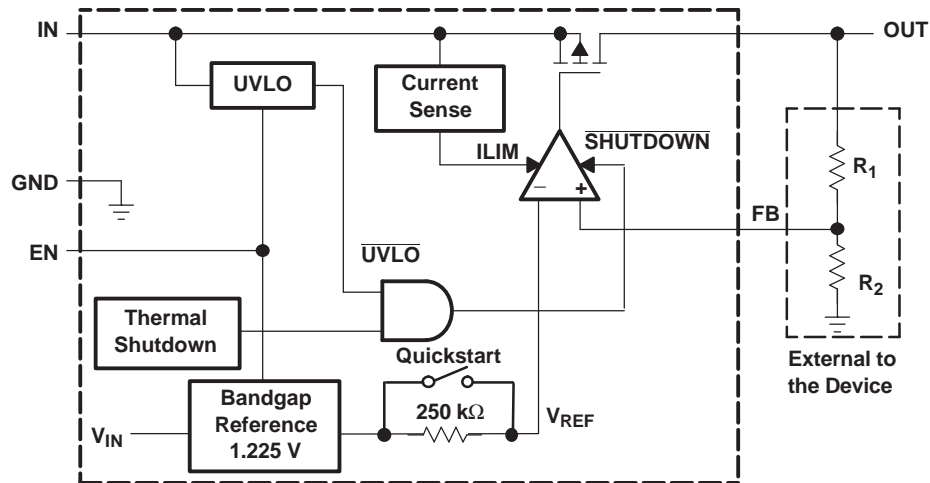 IN
OUT
UVLO
Current
Sense
SHUTDOWN
ILIM
R1
GND
− +
FB
EN
UVLO
R2
Thermal
Shutdown
Quickstart
External to
the Device
Bandgap
Reference
1.225 V
250 kΩ
VREF
VIN